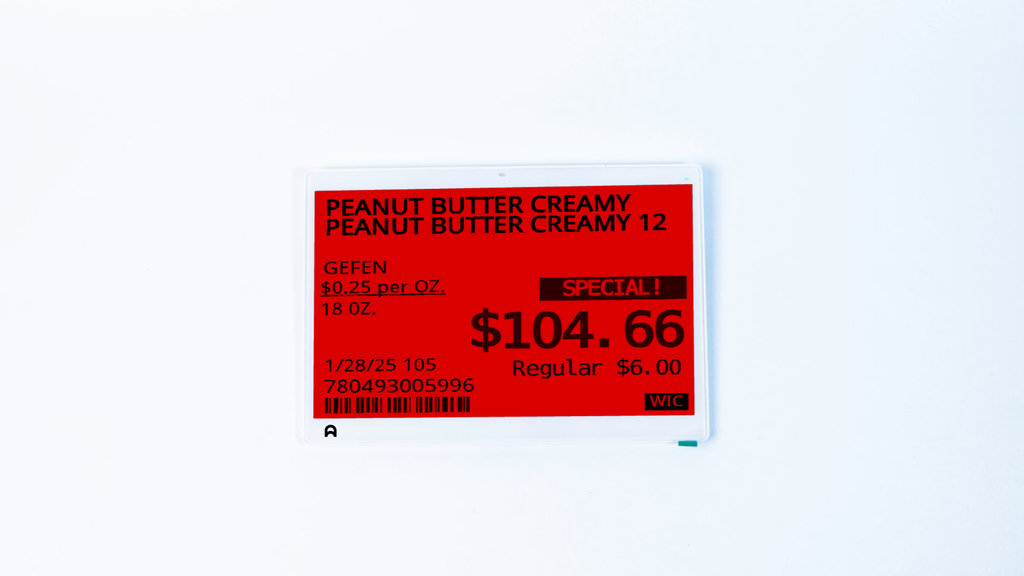 PEANUT BUTTER CREAMY
PEANUT BUTTER CREAMY 12
GEFEN
$0.25 per OZ.
18 OZ.
SPECIAL!
$104.66
Regular $6.00
1/28/25 105
780493005996
WIC